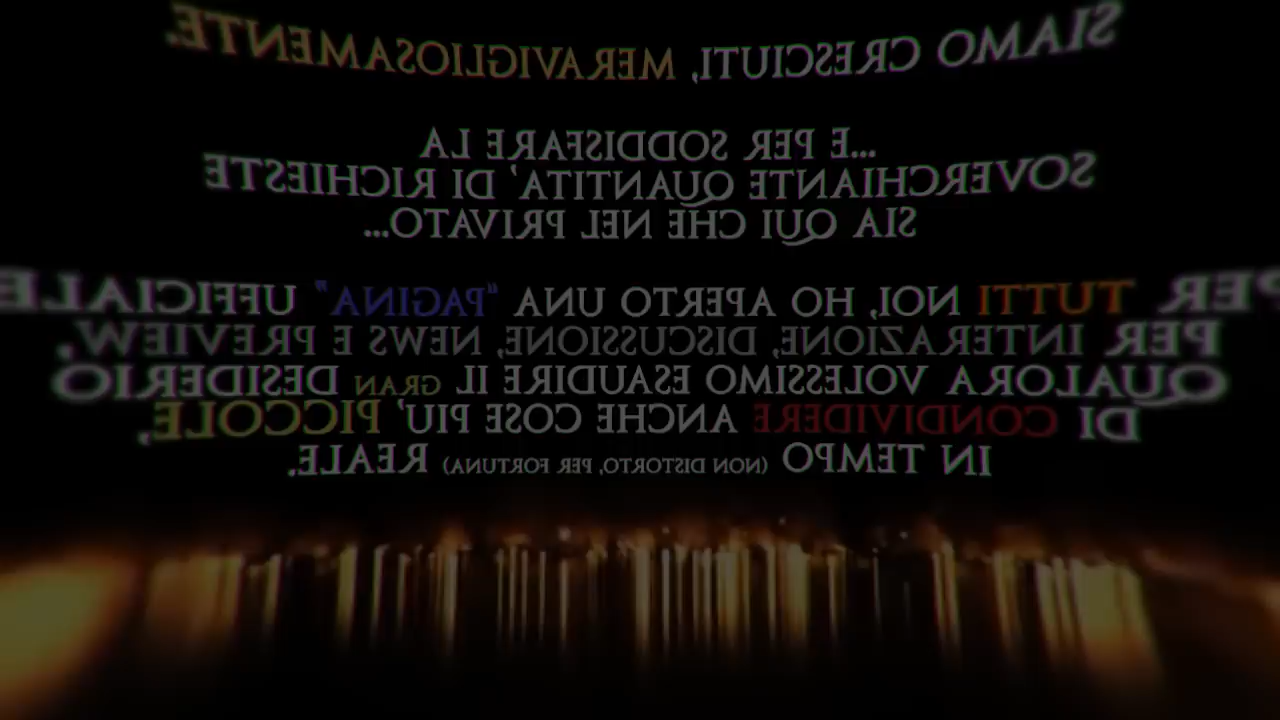 SIAMO CRESCIUTI, MERAVIGLIOSAMENTE.
...E PER SODDISFARE LA
SOVERCHIANTE QUANTITA' DI RICHIESTE
SIA QUI CHE NEL PRIVATO...
PER TUTTI NOI, HO APERTO UNA "PAGINA" UFFICIALE
PER INTERAZIONE, DISCUSSIONE, NEWS E PREVIEW,
QUALORA VOLESSIMO ESAUDIRE IL GRAN DESIDERIO
DI CONDIVIDERE ANCHE COSE PIU' PICCOLE,
IN TEMPO (NON DISTORTO, PER FORTUNA) REALE.